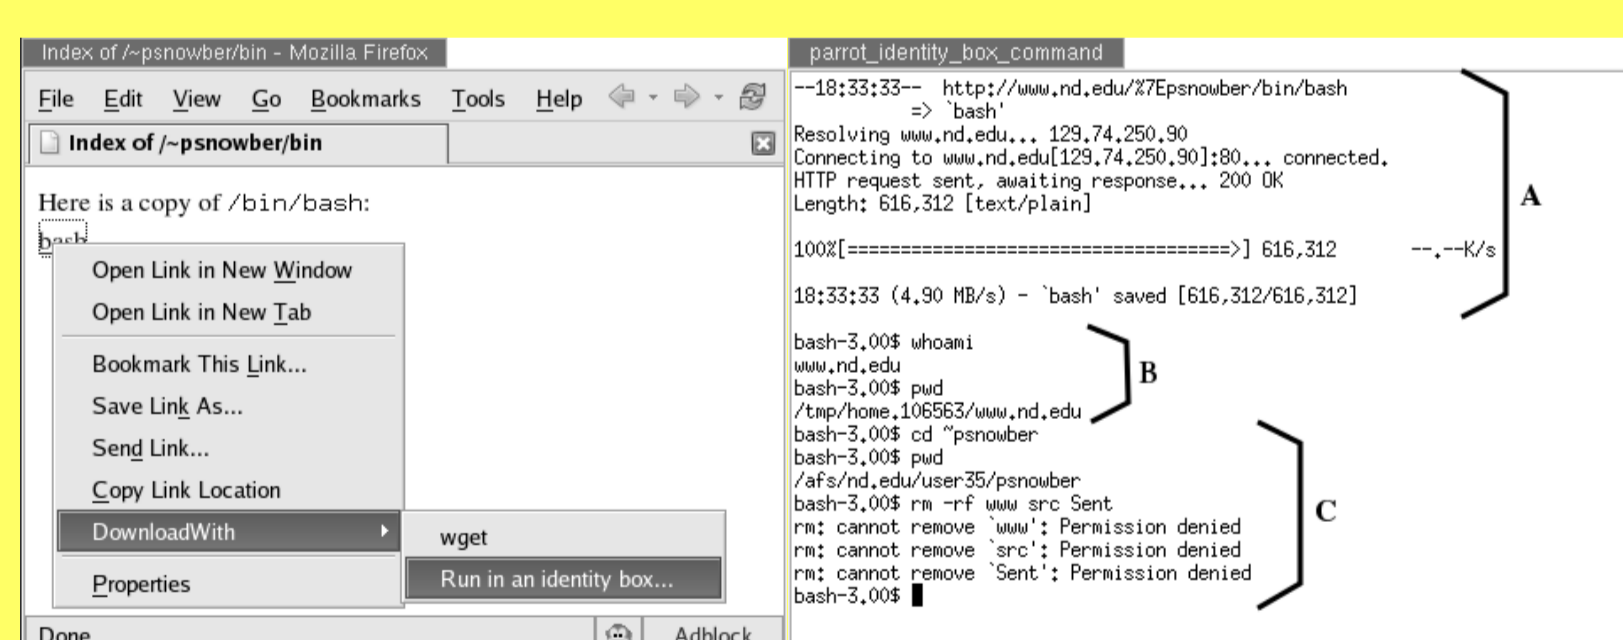 Index of /~psnowber/bin - Mozilla Firefox
File Edit View Go Bookmarks Tools Help
Index of /~psnowber/bin
Here is a copy of /bin/bash:
bash
Open Link in New Window
Open Link in New Tab
Bookmark This Link...
Save Link As...
Send Link...
Copy Link Location
DownloadWith
Properties
wget
Run in an identity box...
Done
Adblock
parrot_identity_box_command
--18:33:33-- http://www.nd.edu/%7Epsnowber/bin/bash
=> `bash'
Resolving www.nd.edu... 129.74.250.90
Connecting to www.nd.edu[129.74.250.90]:80... connected.
HTTP request sent, awaiting response... 200 OK
Length: 616,312 [text/plain]
100%[====================================>] 616,312 --.--K/s
18:33:33 (4.90 MB/s) - `bash' saved [616,312/616,312]
A
bash-3.00$ whoami
www.nd.edu
bash-3.00$ pwd
/tmp/home.106563/www.nd.edu
B
bash-3.00$ cd ~psnowber
bash-3.00$ pwd
/afs/nd.edu/user35/psnowber
bash-3.00$ rm -rf www src Sent
rm: cannot remove `www': Permission denied
rm: cannot remove `src': Permission denied
rm: cannot remove `Sent': Permission denied
bash-3.00$
C